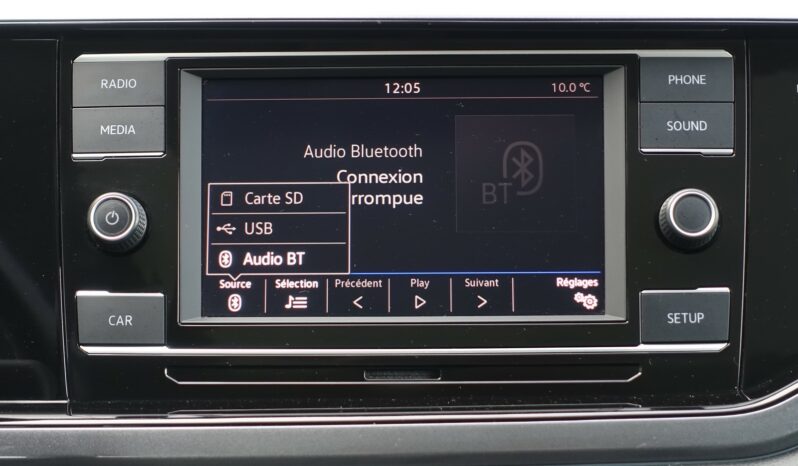 RADIO
MEDIA
CAR
12:05
10.0 °C
Audio Bluetooth
Connexion
rrompue
BT
Carte SD
USB
Audio BT
Source
Sélection
Précédent
Play
Suivant
Réglages
PHONE
SOUND
SETUP